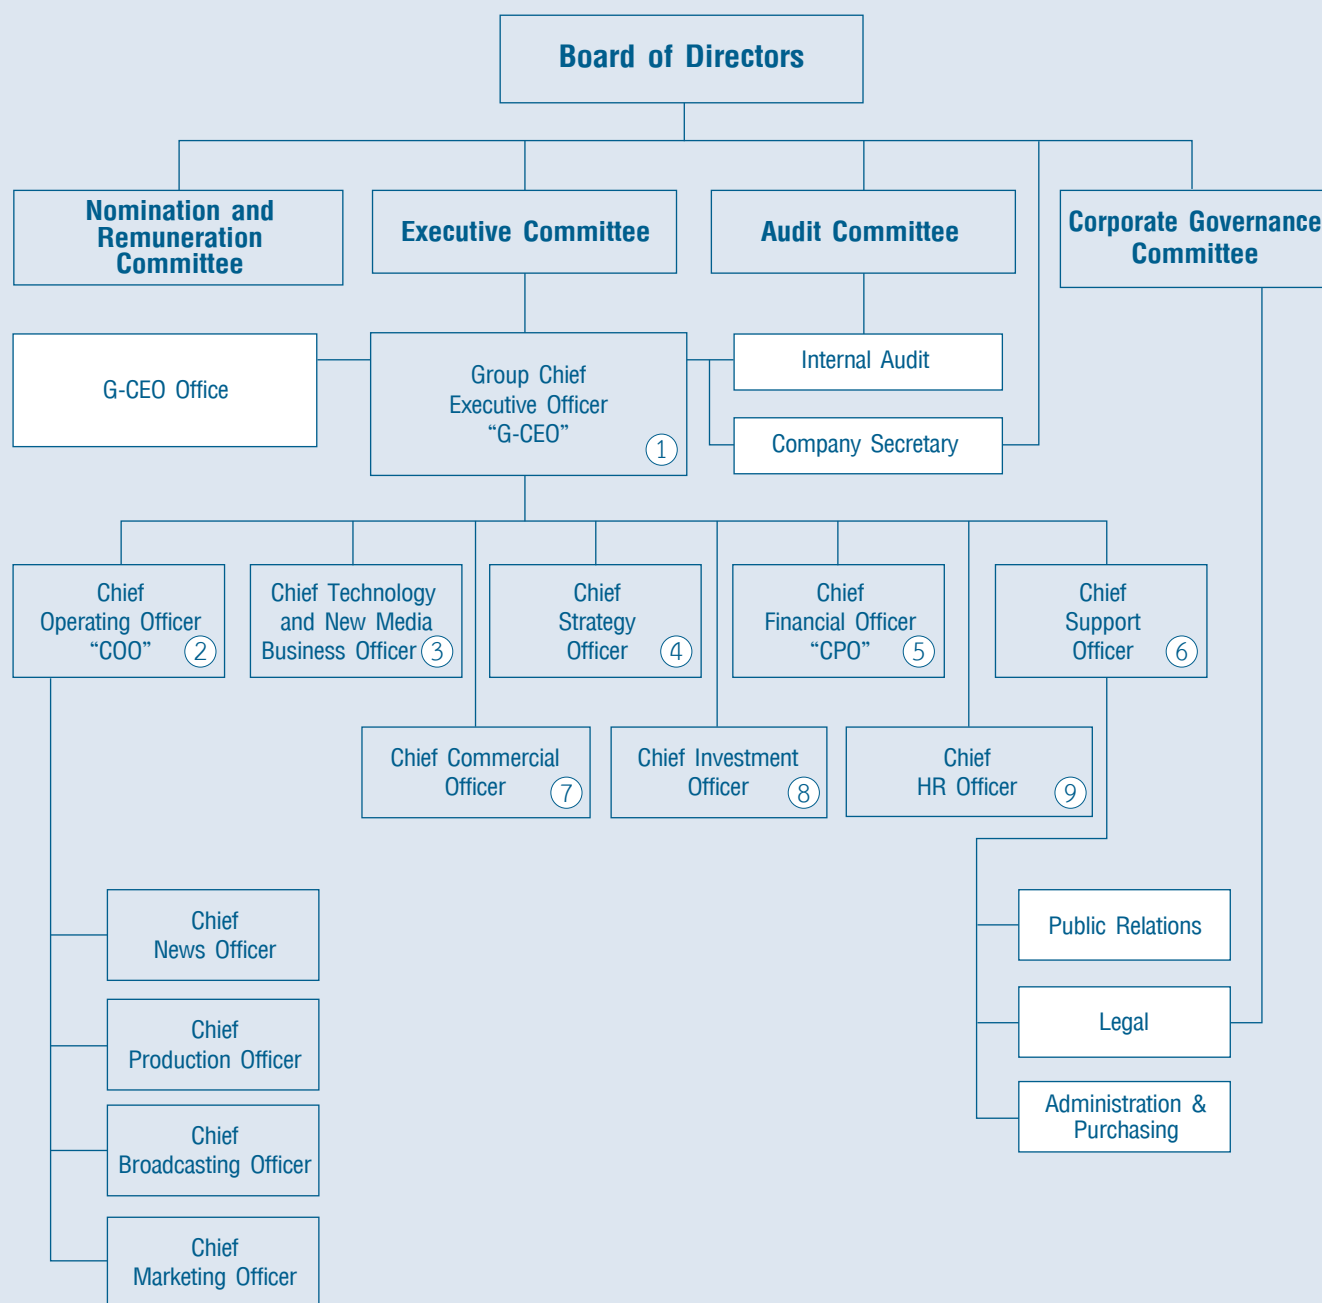 Board of Directors
Nomination and
Remuneration
Committee
Executive Committee
Audit Committee
Corporate Governance
Committee
G-CEO Office
Group Chief
Executive Officer
“G-CEO”
1
Internal Audit
Company Secretary
Chief
Operating Officer
“COO”
2
Chief Technology
and New Media
Business Officer
3
Chief
Strategy
Officer
4
Chief
Financial Officer
“CPO”
5
Chief
Support
Officer
6
Chief Commercial
Officer
7
Chief Investment
Officer
8
Chief
HR Officer
9
Chief
News Officer
Chief
Production Officer
Chief
Broadcasting Officer
Chief
Marketing Officer
Public Relations
Legal
Administration &
Purchasing